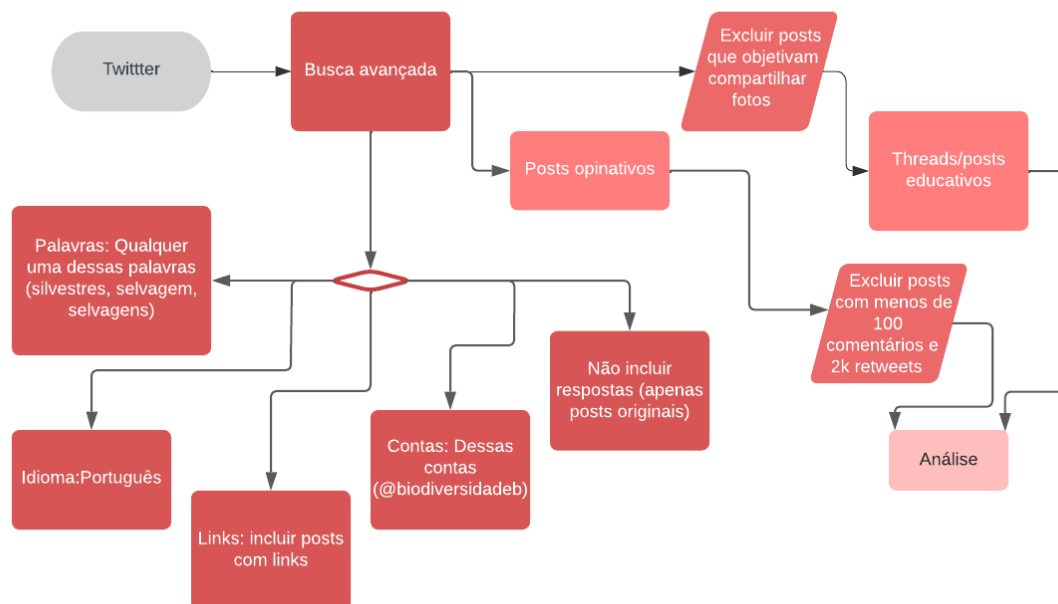 Twittter
Busca avançada
Excluir posts
que objetivam
compartilhar
fotos
Posts opinativos
Threads/posts
educativos
Palavras: Qualquer
uma dessas palavras
(silvestres, selvagem,
selvagens)
Excluir posts
com menos de
100
comentários e
2k retweets
Não incluir
respostas (apenas
posts originais)
Idioma:Português
Contas: Dessas
contas
(@biodiversidadeb)
Análise
Links: incluir posts
com links